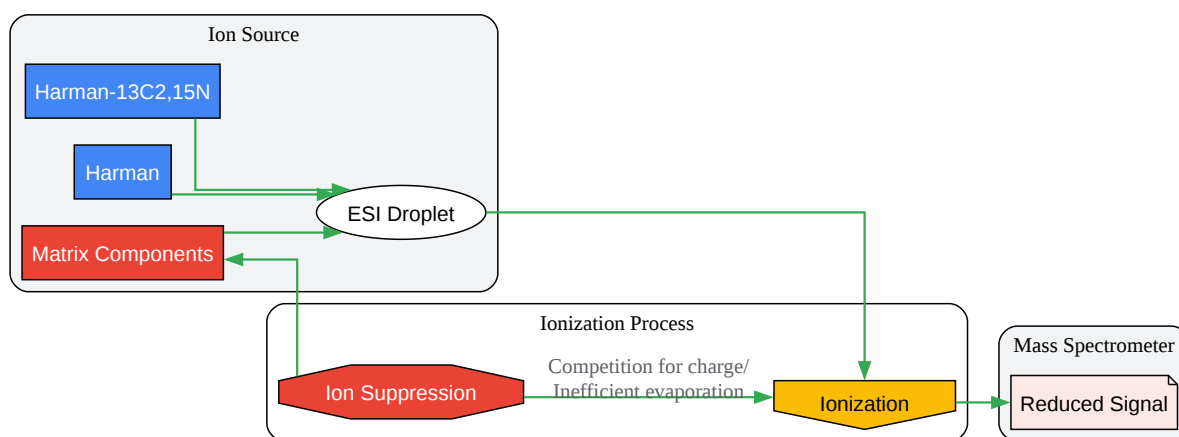 Ion Source
Harman-13C2,15N
Harman
ESI Droplet
Matrix Components
Ionization Process
Mass Spectrometer
Competition for charge/
Inefficient evaporation
Ion Suppression
Ionization
Reduced Signal